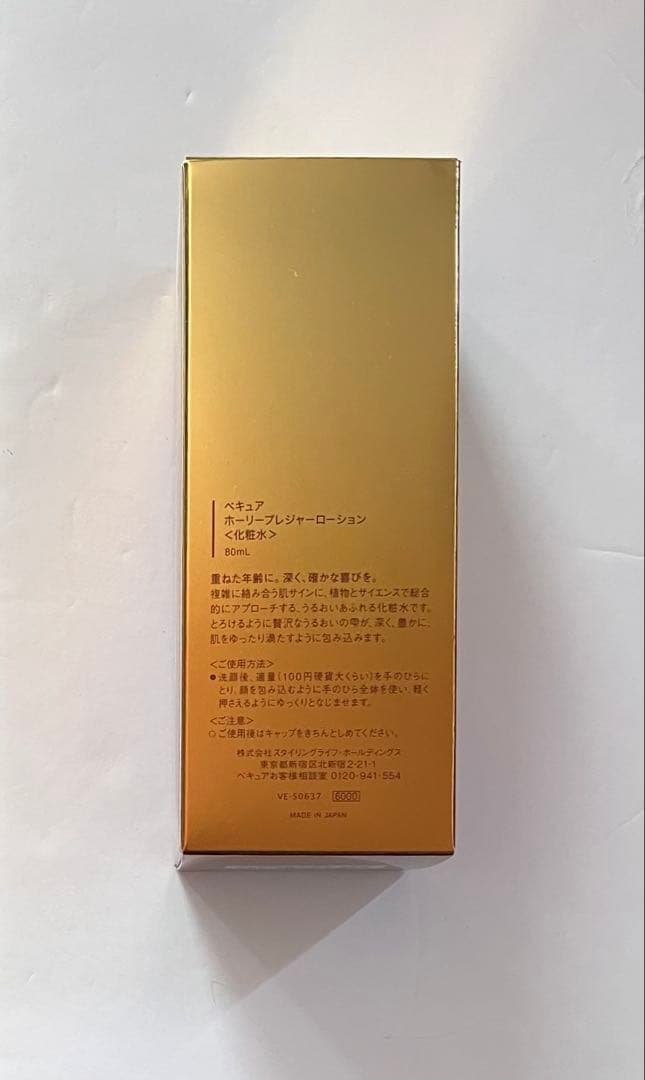 ベキュア
ホーリープレジャーローション
<化粧水>
80mL
重ねた年齢に。深く、確かな喜びを。
複雑に絡み合う肌サインに、植物とサイエンスで総合
的にアプローチする、うるおいあふれる化粧水です。
とろけるように贅沢なうるおいの雫が、深く、豊かに、
肌をゆったり満たすように包み込みます。
<ご使用方法>
●洗顔後、適量(100円硬貨大くらい)を手のひらに
とり、顔を包み込むように手のひら全体を使い、軽く
押さえるようにゆっくりとなじませます。
<ご注意>
○ご使用後はキャップをきちんとしめてください。
株式会社スタイリングライフ・ホールディングス
東京都新宿区北新宿2-21-1
ベキュアお客様相談室 0120-941-554
VE-S0637 6000
MADE IN JAPAN